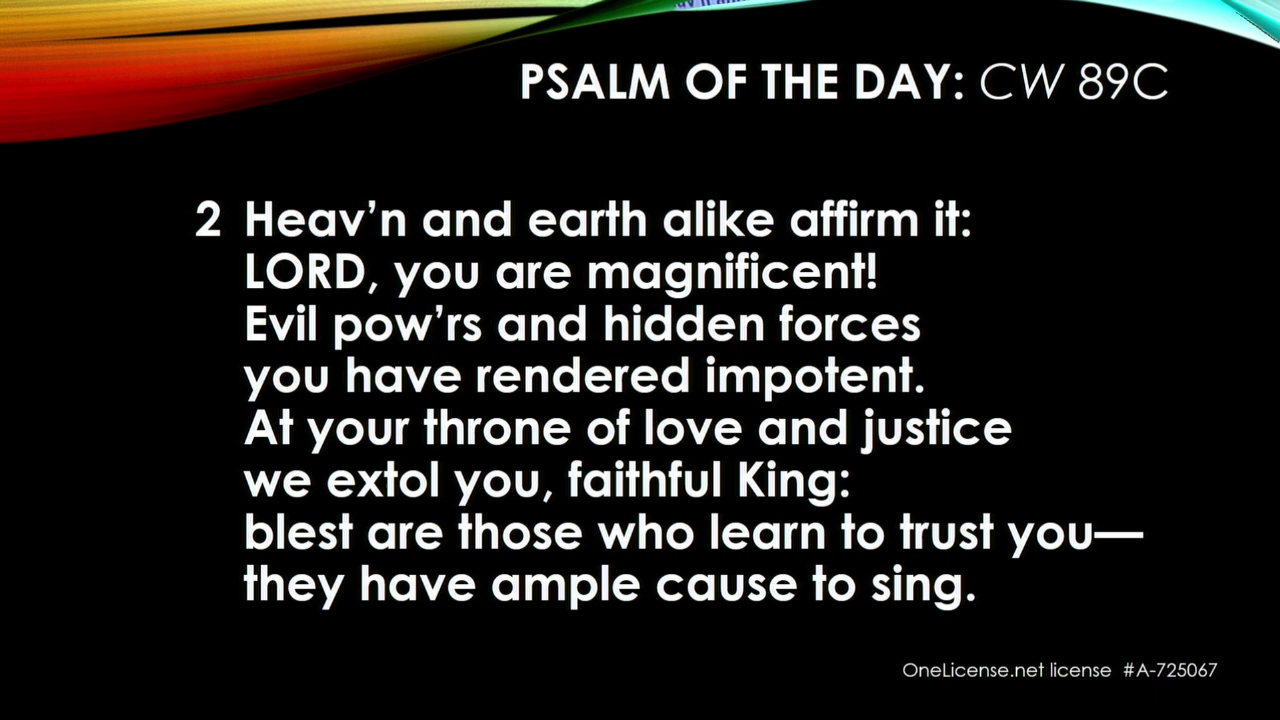 PSALM OF THE DAY: CW 89C
2 Heav’n and earth alike affirm it:
LORD, you are magnificent!
Evil pow’rs and hidden forces
you have rendered impotent.
At your throne of love and justice
we extol you, faithful King:
blest are those who learn to trust you—
they have ample cause to sing.
OneLicense.net license #A-725067